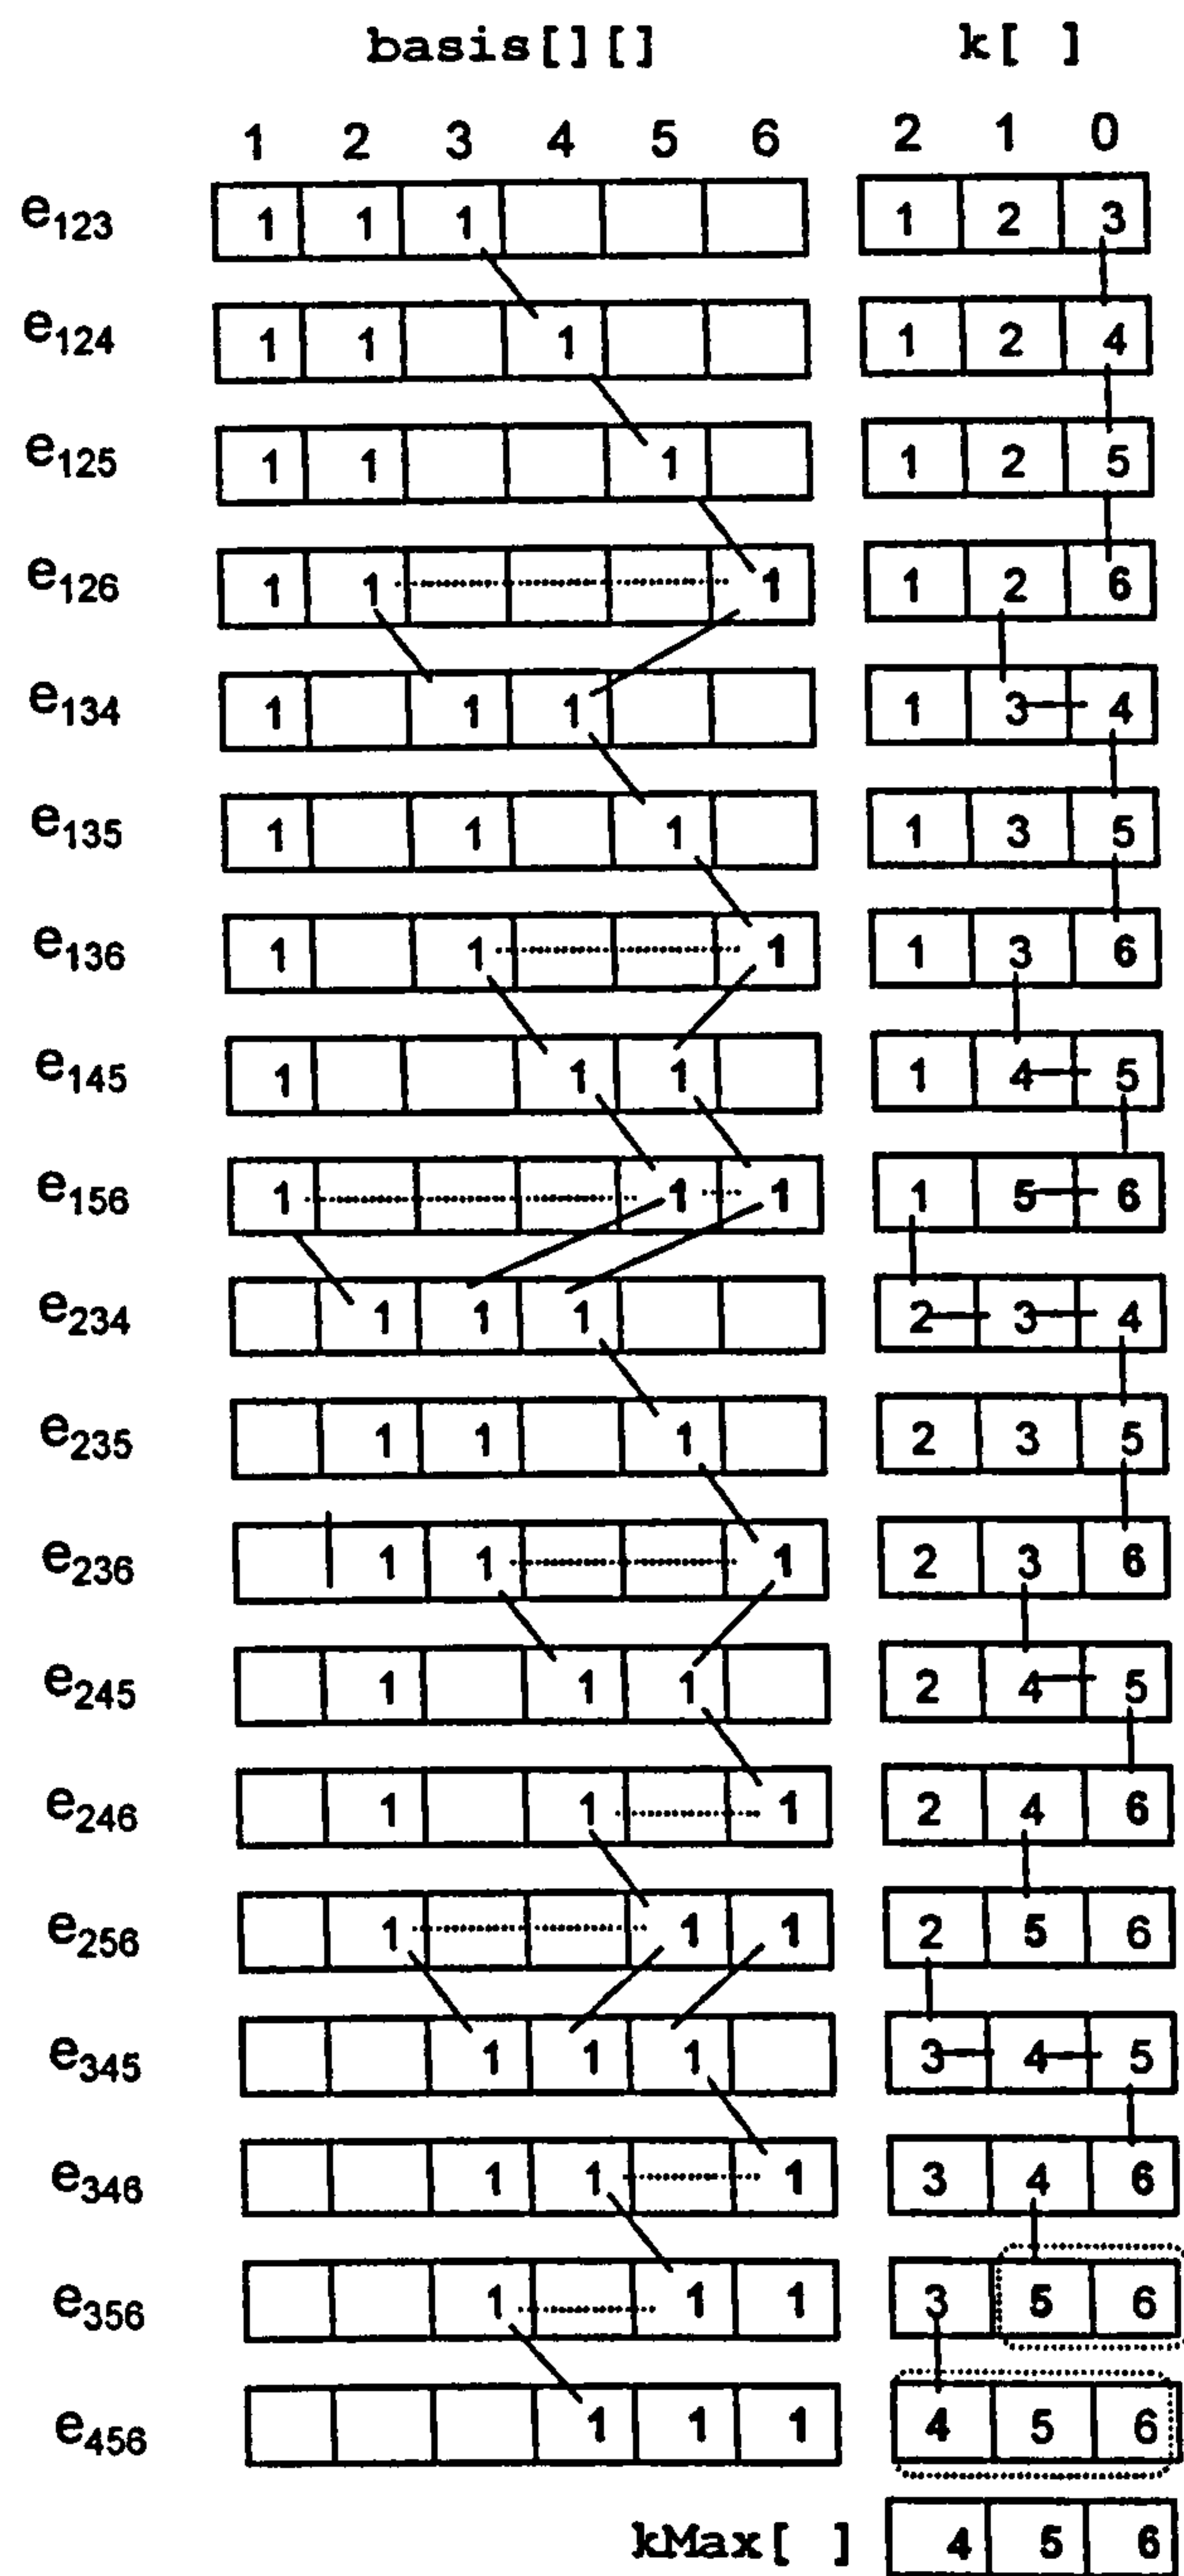 basis[][] k[ ]
1 2 3 4 5 6 2 1 0
e123 1 1 1 1 2 3
e124 1 1 1 1 2 4
e125 1 1 1 1 2 5
e126 1 1 1 1 2 6
e134 1 1 1 1 3 4
e135 1 1 1 1 3 5
e136 1 1 1 1 3 6
e145 1 1 1 1 4 5
e156 1 1 1 1 5 6
e234 1 1 1 2 3 4
e235 1 1 1 2 3 5
e236 1 1 1 2 3 6
e245 1 1 1 2 4 5
e246 1 1 1 2 4 6
e256 1 1 1 2 5 6
e345 1 1 1 3 4 5
e346 1 1 1 3 4 6
e356 1 1 1 3 5 6
e456 1 1 1 4 5 6
kMax[ ] 4 5 6